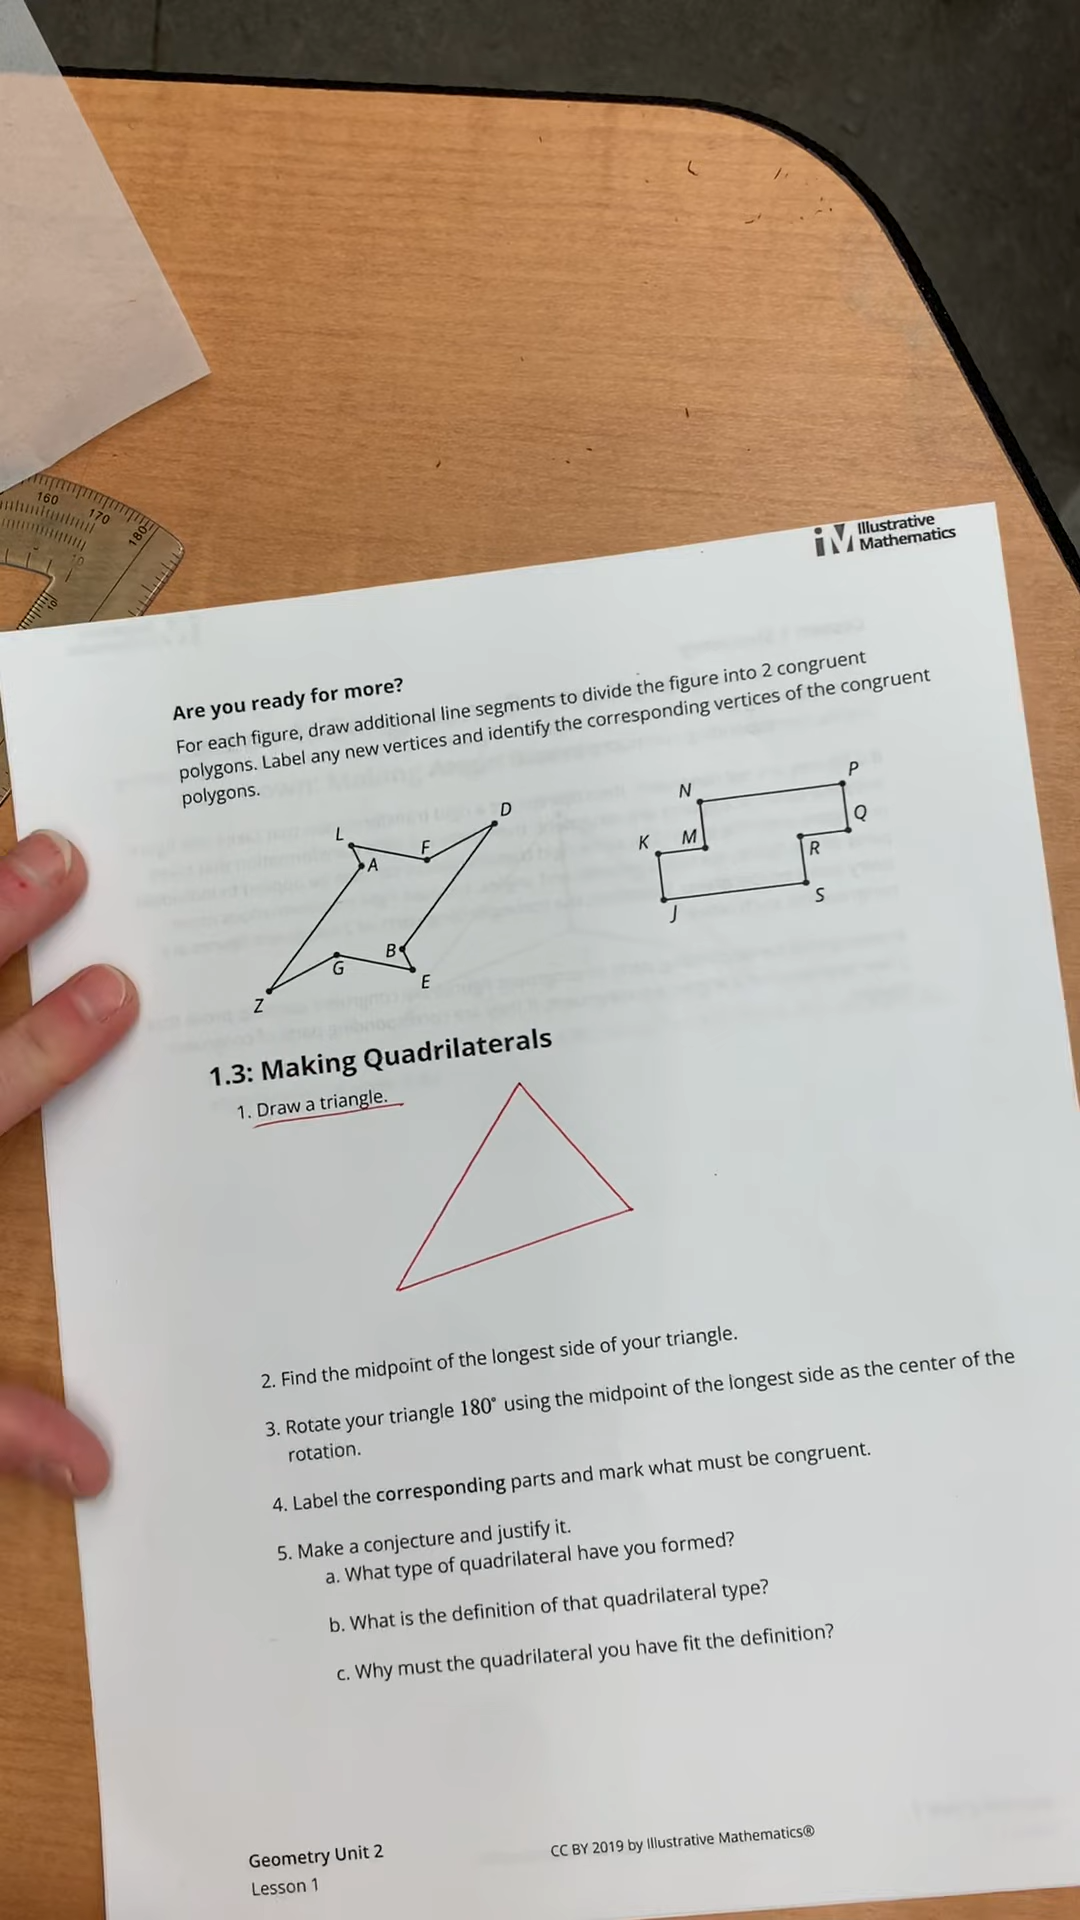 160
170
180
10
10
iM Illustrative
Mathematics
Are you ready for more?
For each figure, draw additional line segments to divide the figure into 2 congruent
polygons. Label any new vertices and identify the corresponding vertices of the congruent
polygons.
L
A
F
D
Z
G
B
E
N
P
K
M
Q
R
J
S
1.3: Making Quadrilaterals
1. Draw a triangle.
2. Find the midpoint of the longest side of your triangle.
3. Rotate your triangle 180° using the midpoint of the longest side as the center of the
rotation.
4. Label the corresponding parts and mark what must be congruent.
5. Make a conjecture and justify it.
a. What type of quadrilateral have you formed?
b. What is the definition of that quadrilateral type?
c. Why must the quadrilateral you have fit the definition?
Geometry Unit 2
Lesson 1
CC BY 2019 by Illustrative Mathematics®